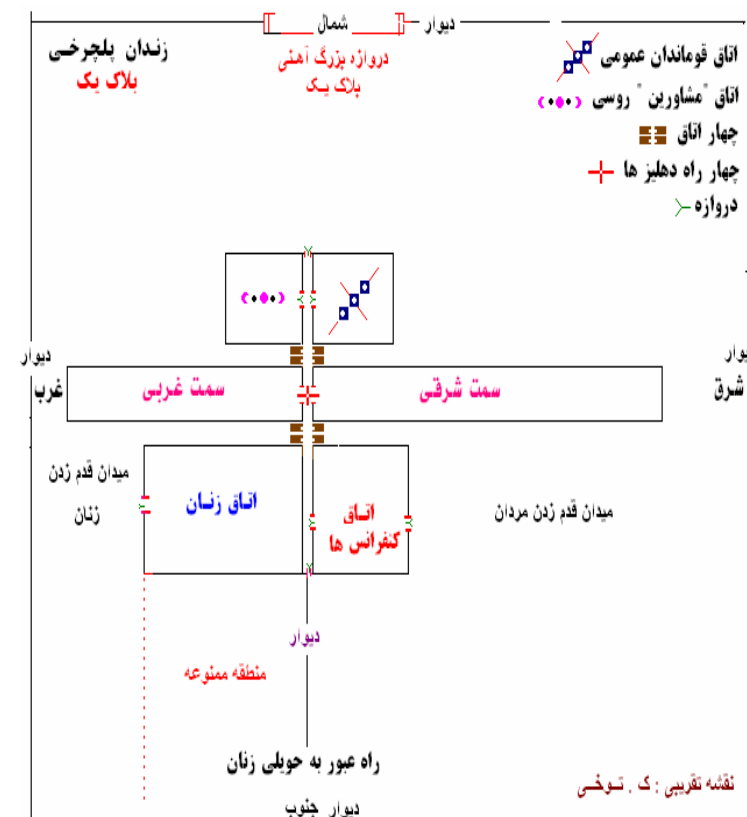 شمال
دیوار
زندان پلچرخی
بلاک یک
دروازه بزرگ آهنی
بلاک یک
اتاق قوماندان عمومی
اتاق "مشاورین" روسی
چهار اتاق
چهار راه دهلیز ها
دروازه
دیوار
غرب
سمت غربی
سمت شرقی
یوار
شرق
میدان قدم زدن
زنان
اتاق زنان
اتاق
کنفرانس ها
میدان قدم زدن مردان
دیوار
منطقه ممنوعه
راه عبور به حویلی زنان
دیوار جنوب
نقشه تقریبی : ک . توخی